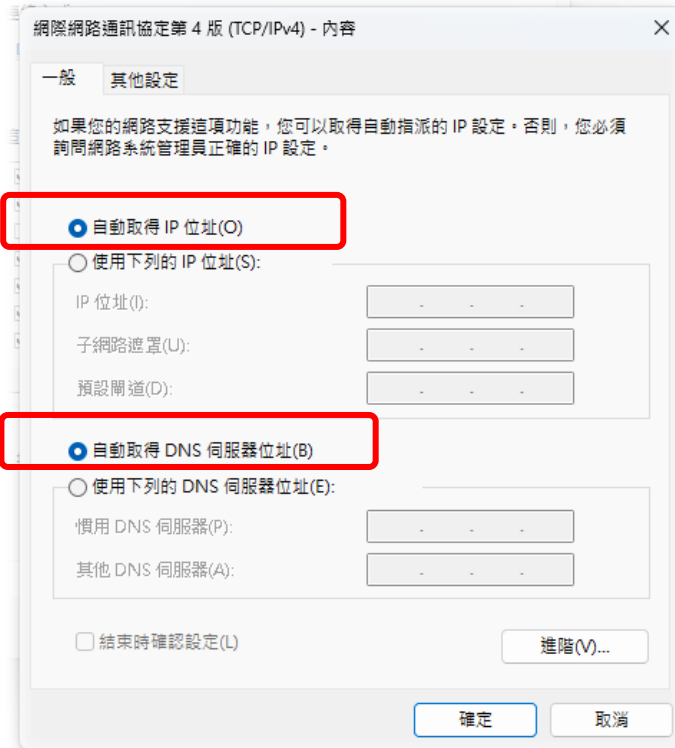 網際網路通訊協定第 4 版 (TCP/IPv4) - 內容
一般
其他設定
如果您的網路支援這項功能，您可以取得自動指派的 IP 設定。否則，您必須
詢問網路系統管理員正確的 IP 設定。
自動取得 IP 位址(O)
使用下列的 IP 位址(S):
IP 位址(I):
子網路遮罩(U):
預設閘道(D):
自動取得 DNS 伺服器位址(B)
使用下列的 DNS 伺服器位址(E):
慣用 DNS 伺服器(P):
其他 DNS 伺服器(A):
結束時確認設定(L)
進階(V)...
確定
取消